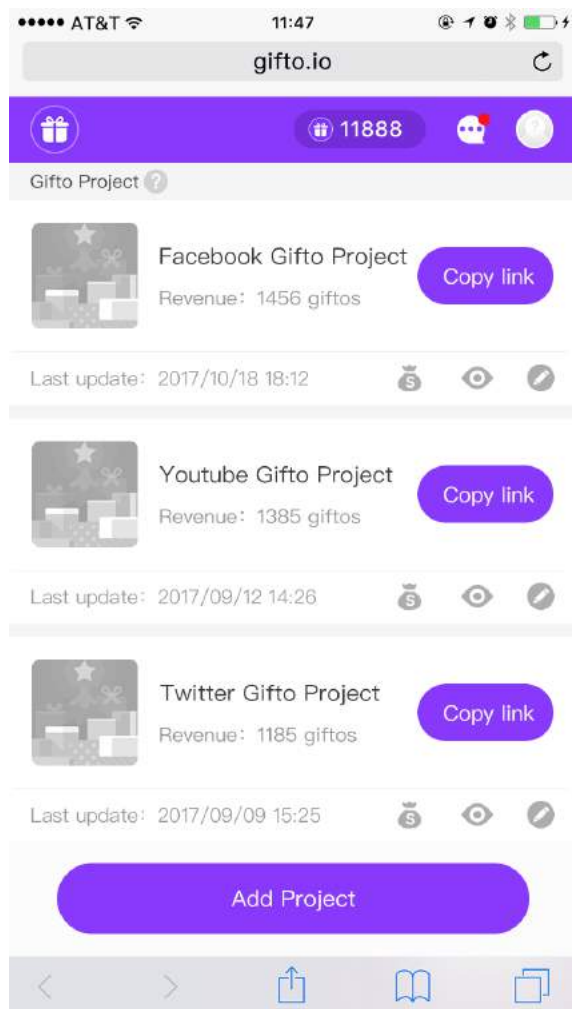 AT&T 11:47
gifto.io
11888
Gifto Project ?
Facebook Gifto Project
Copy link
Revenue: 1456 giftos
Last update: 2017/10/18 18:12
Youtube Gifto Project
Copy link
Revenue: 1385 giftos
Last update: 2017/09/12 14:26
Twitter Gifto Project
Copy link
Revenue: 1185 giftos
Last update: 2017/09/09 15:25
Add Project